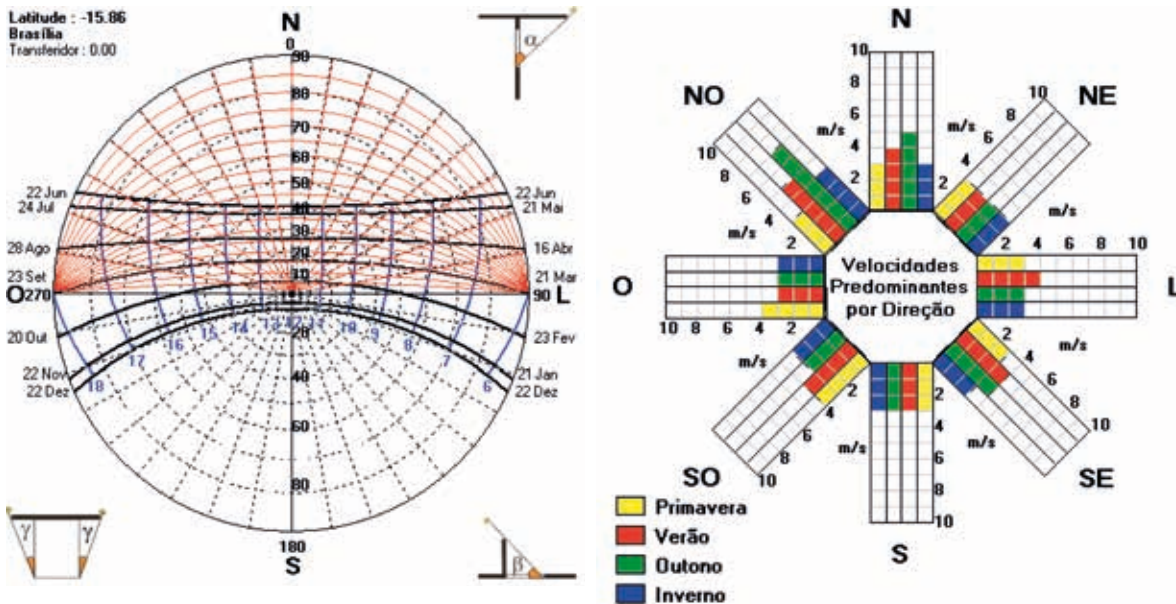 Latitude : -15.86
Brasília
Transferidor : 0.00
N
0
90
80
70
60
50
40
30
20
10
22 Jun
24 Jul
28 Ago
23 Set
O 270
20 Out
22 Nov
22 Dez
22 Jun
21 Mai
16 Abr
21 Mar
90 L
23 Fev
21 Jan
22 Dez
18
17
16
15
14
13
12
11
10
9
8
7
6
20
40
60
80
180
S
α
γ
γ
β
N
10
8
6
4
2
m/s
NE
10
8
6
4
2
m/s
L
2 4 6 8 10
m/s
SE
2
4
6
8
10
m/s
S
2
4
6
8
10
m/s
SO
2
4
6
8
10
m/s
O
10 8 6 4 2
m/s
NO
10
8
6
4
2
m/s
Velocidades
Predominantes
por Direção
Primavera
Verão
Outono
Inverno